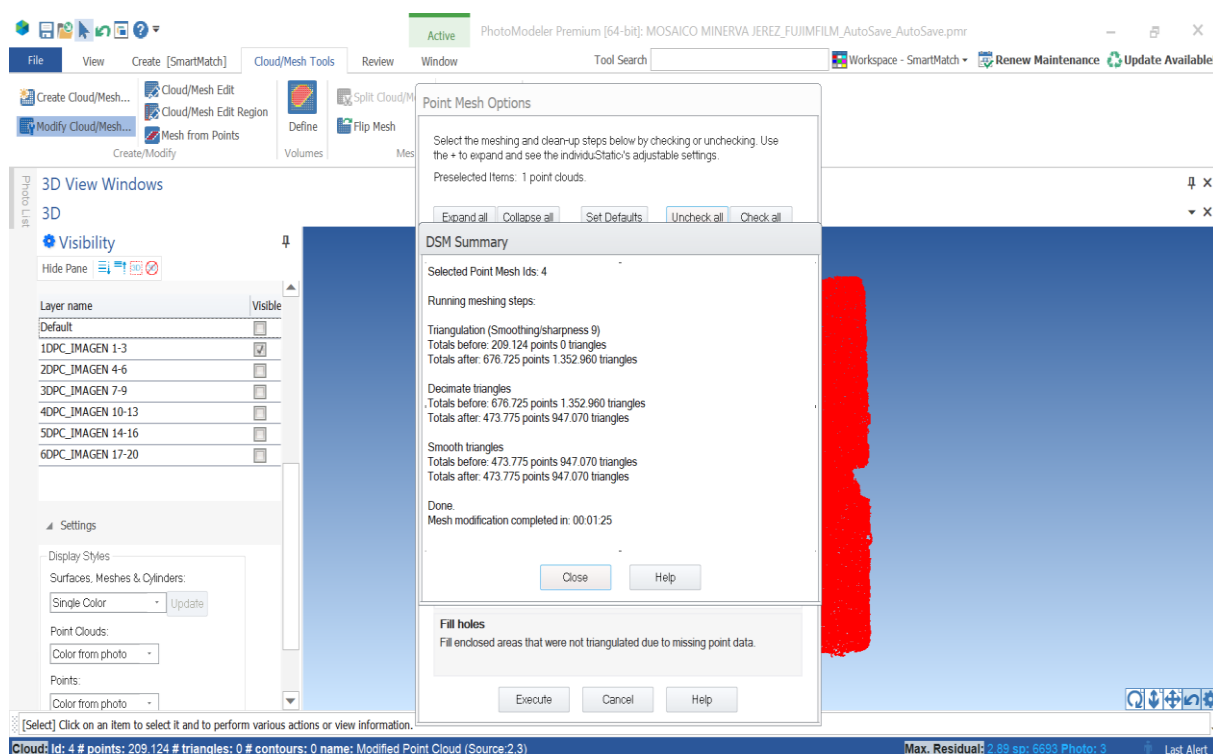 Active
PhotoModeler Premium [64-bit]: MOSAICO MINERVA JEREZ_FUJIMFILM_AutoSave_AutoSave.pmr
File View Create [SmartMatch] Cloud/Mesh Tools Review Window Tool Search Workspace - SmartMatch Renew Maintenance Update Available
Create Cloud/Mesh...
Modify Cloud/Mesh...
Cloud/Mesh Edit
Cloud/Mesh Edit Region
Mesh from Points
Create/Modify
Define
Volumes
Split Cloud/M
Flip Mesh
Mes
Photo List
3D View Windows
3D
Visibility
Hide Pane 3D
Layer name Visible
Default
1DPC_IMAGEN 1-3
2DPC_IMAGEN 4-6
3DPC_IMAGEN 7-9
4DPC_IMAGEN 10-13
5DPC_IMAGEN 14-16
6DPC_IMAGEN 17-20
Settings
Display Styles
Surfaces, Meshes & Cylinders:
Single Color Update
Point Clouds:
Color from photo
Points:
Color from photo
Point Mesh Options
Select the meshing and clean-up steps below by checking or unchecking. Use
the + to expand and see the individuStatic's adjustable settings.
Preselected Items: 1 point clouds.
Expand all Collapse all Set Defaults Uncheck all Check all
DSM Summary
Selected Point Mesh Ids: 4
Running meshing steps:
Triangulation (Smoothing/sharpness 9)
Totals before: 209.124 points 0 triangles
Totals after: 676.725 points 1.352.960 triangles
Decimate triangles
Totals before: 676.725 points 1.352.960 triangles
Totals after: 473.775 points 947.070 triangles
Smooth triangles
Totals before: 473.775 points 947.070 triangles
Totals after: 473.775 points 947.070 triangles
Done.
Mesh modification completed in: 00:01:25
Close Help
Fill holes
Fill enclosed areas that were not triangulated due to missing point data.
Execute Cancel Help
[Select] Click on an item to select it and to perform various actions or view information.
Cloud: Id: 4 # points: 209.124 # triangles: 0 # contours: 0 name: Modified Point Cloud (Source:2.3) Max. Residual: 2.89 sp: 6693 Photo: 3 Last Alert